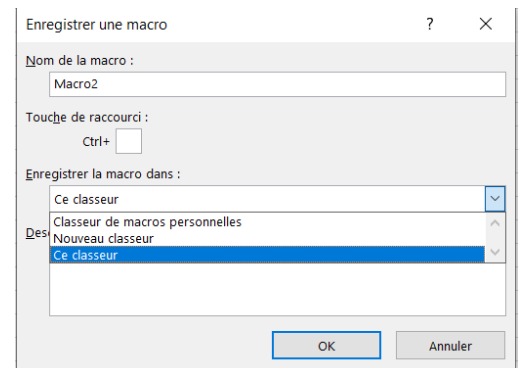 Enregistrer une macro ? ×
Nom de la macro :
Macro2
Touche de raccourci :
Ctrl+
Enregistrer la macro dans :
Ce classeur
Classeur de macros personnelles
Des
Nouveau classeur
Ce classeur
OK Annuler